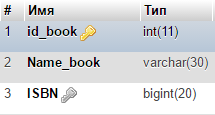 # Имя Тип
1 id_book int(11)
2 Name_book varchar(30)
3 ISBN bigint(20)